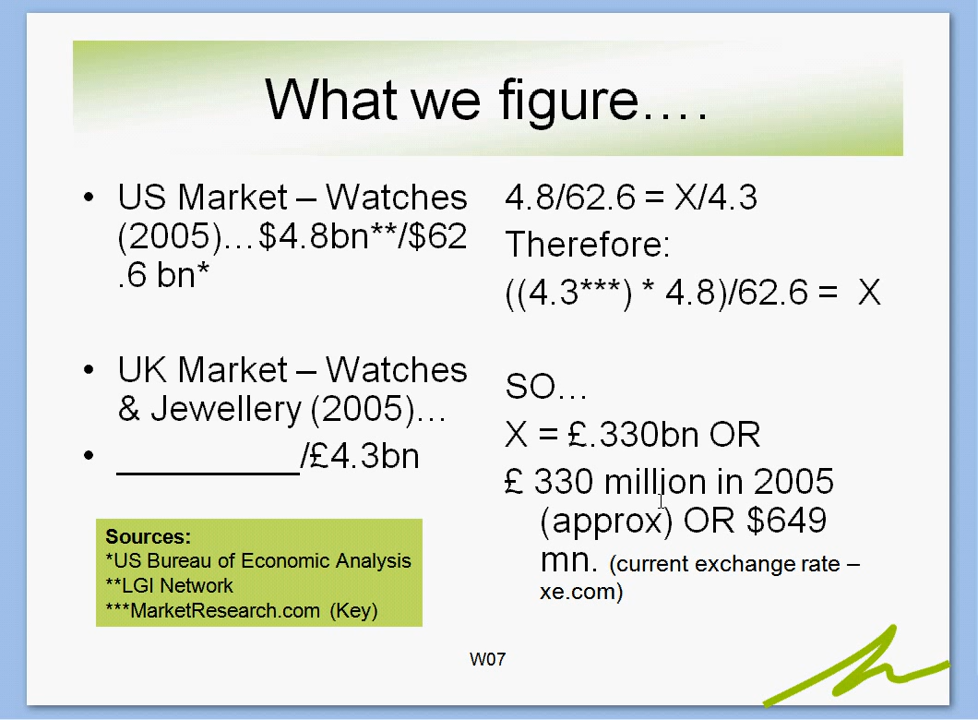 What we figure....
• US Market – Watches
(2005)...$4.8bn**/$62
.6 bn*
• UK Market – Watches
& Jewellery (2005)...
• _________/£4.3bn
Sources:
*US Bureau of Economic Analysis
**LGI Network
***MarketResearch.com (Key)
4.8/62.6 = X/4.3
Therefore:
((4.3***) * 4.8)/62.6 = X
SO...
X = £.330bn OR
£ 330 million in 2005
(approx) OR $649
mn. (current exchange rate –
xe.com)
W07